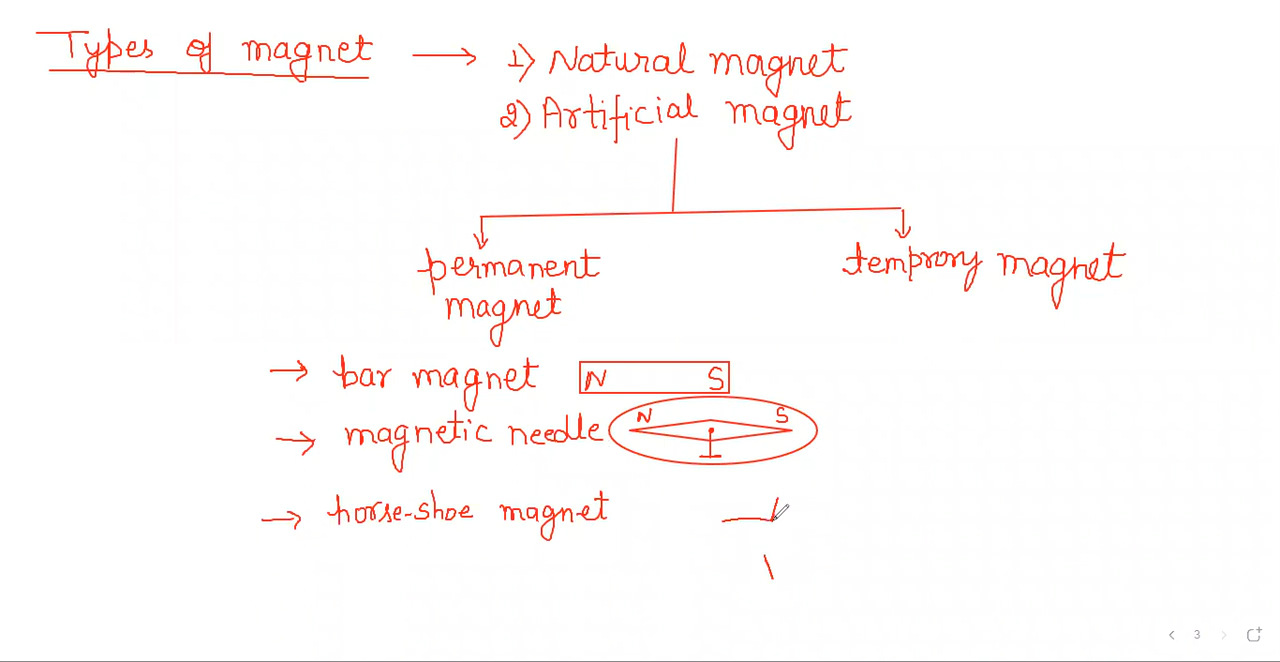 Types of magnet → 1) Natural magnet
2) Artificial magnet
permanent magnet
temprory magnet
→ bar magnet N S
→ magnetic needle N S
→ horse-shoe magnet
3